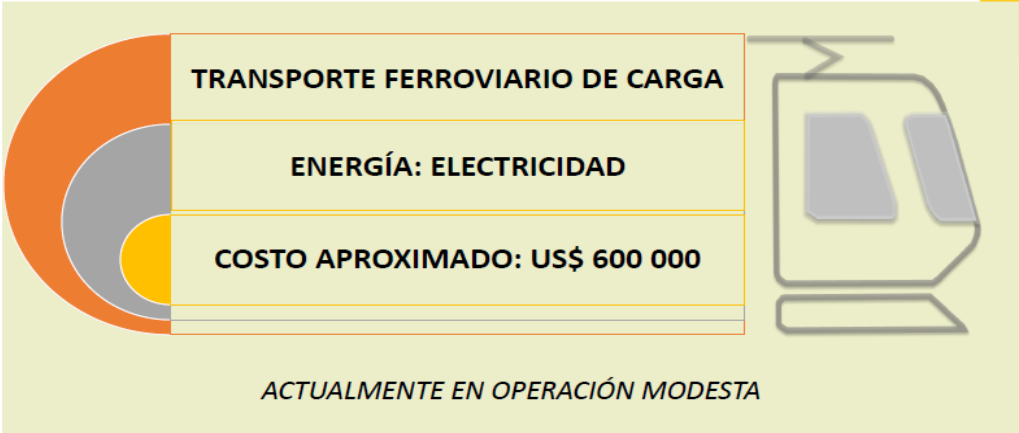 TRANSPORTE FERROVIARIO DE CARGA
ENERGÍA: ELECTRICIDAD
COSTO APROXIMADO: US$ 600 000
ACTUALMENTE EN OPERACIÓN MODESTA